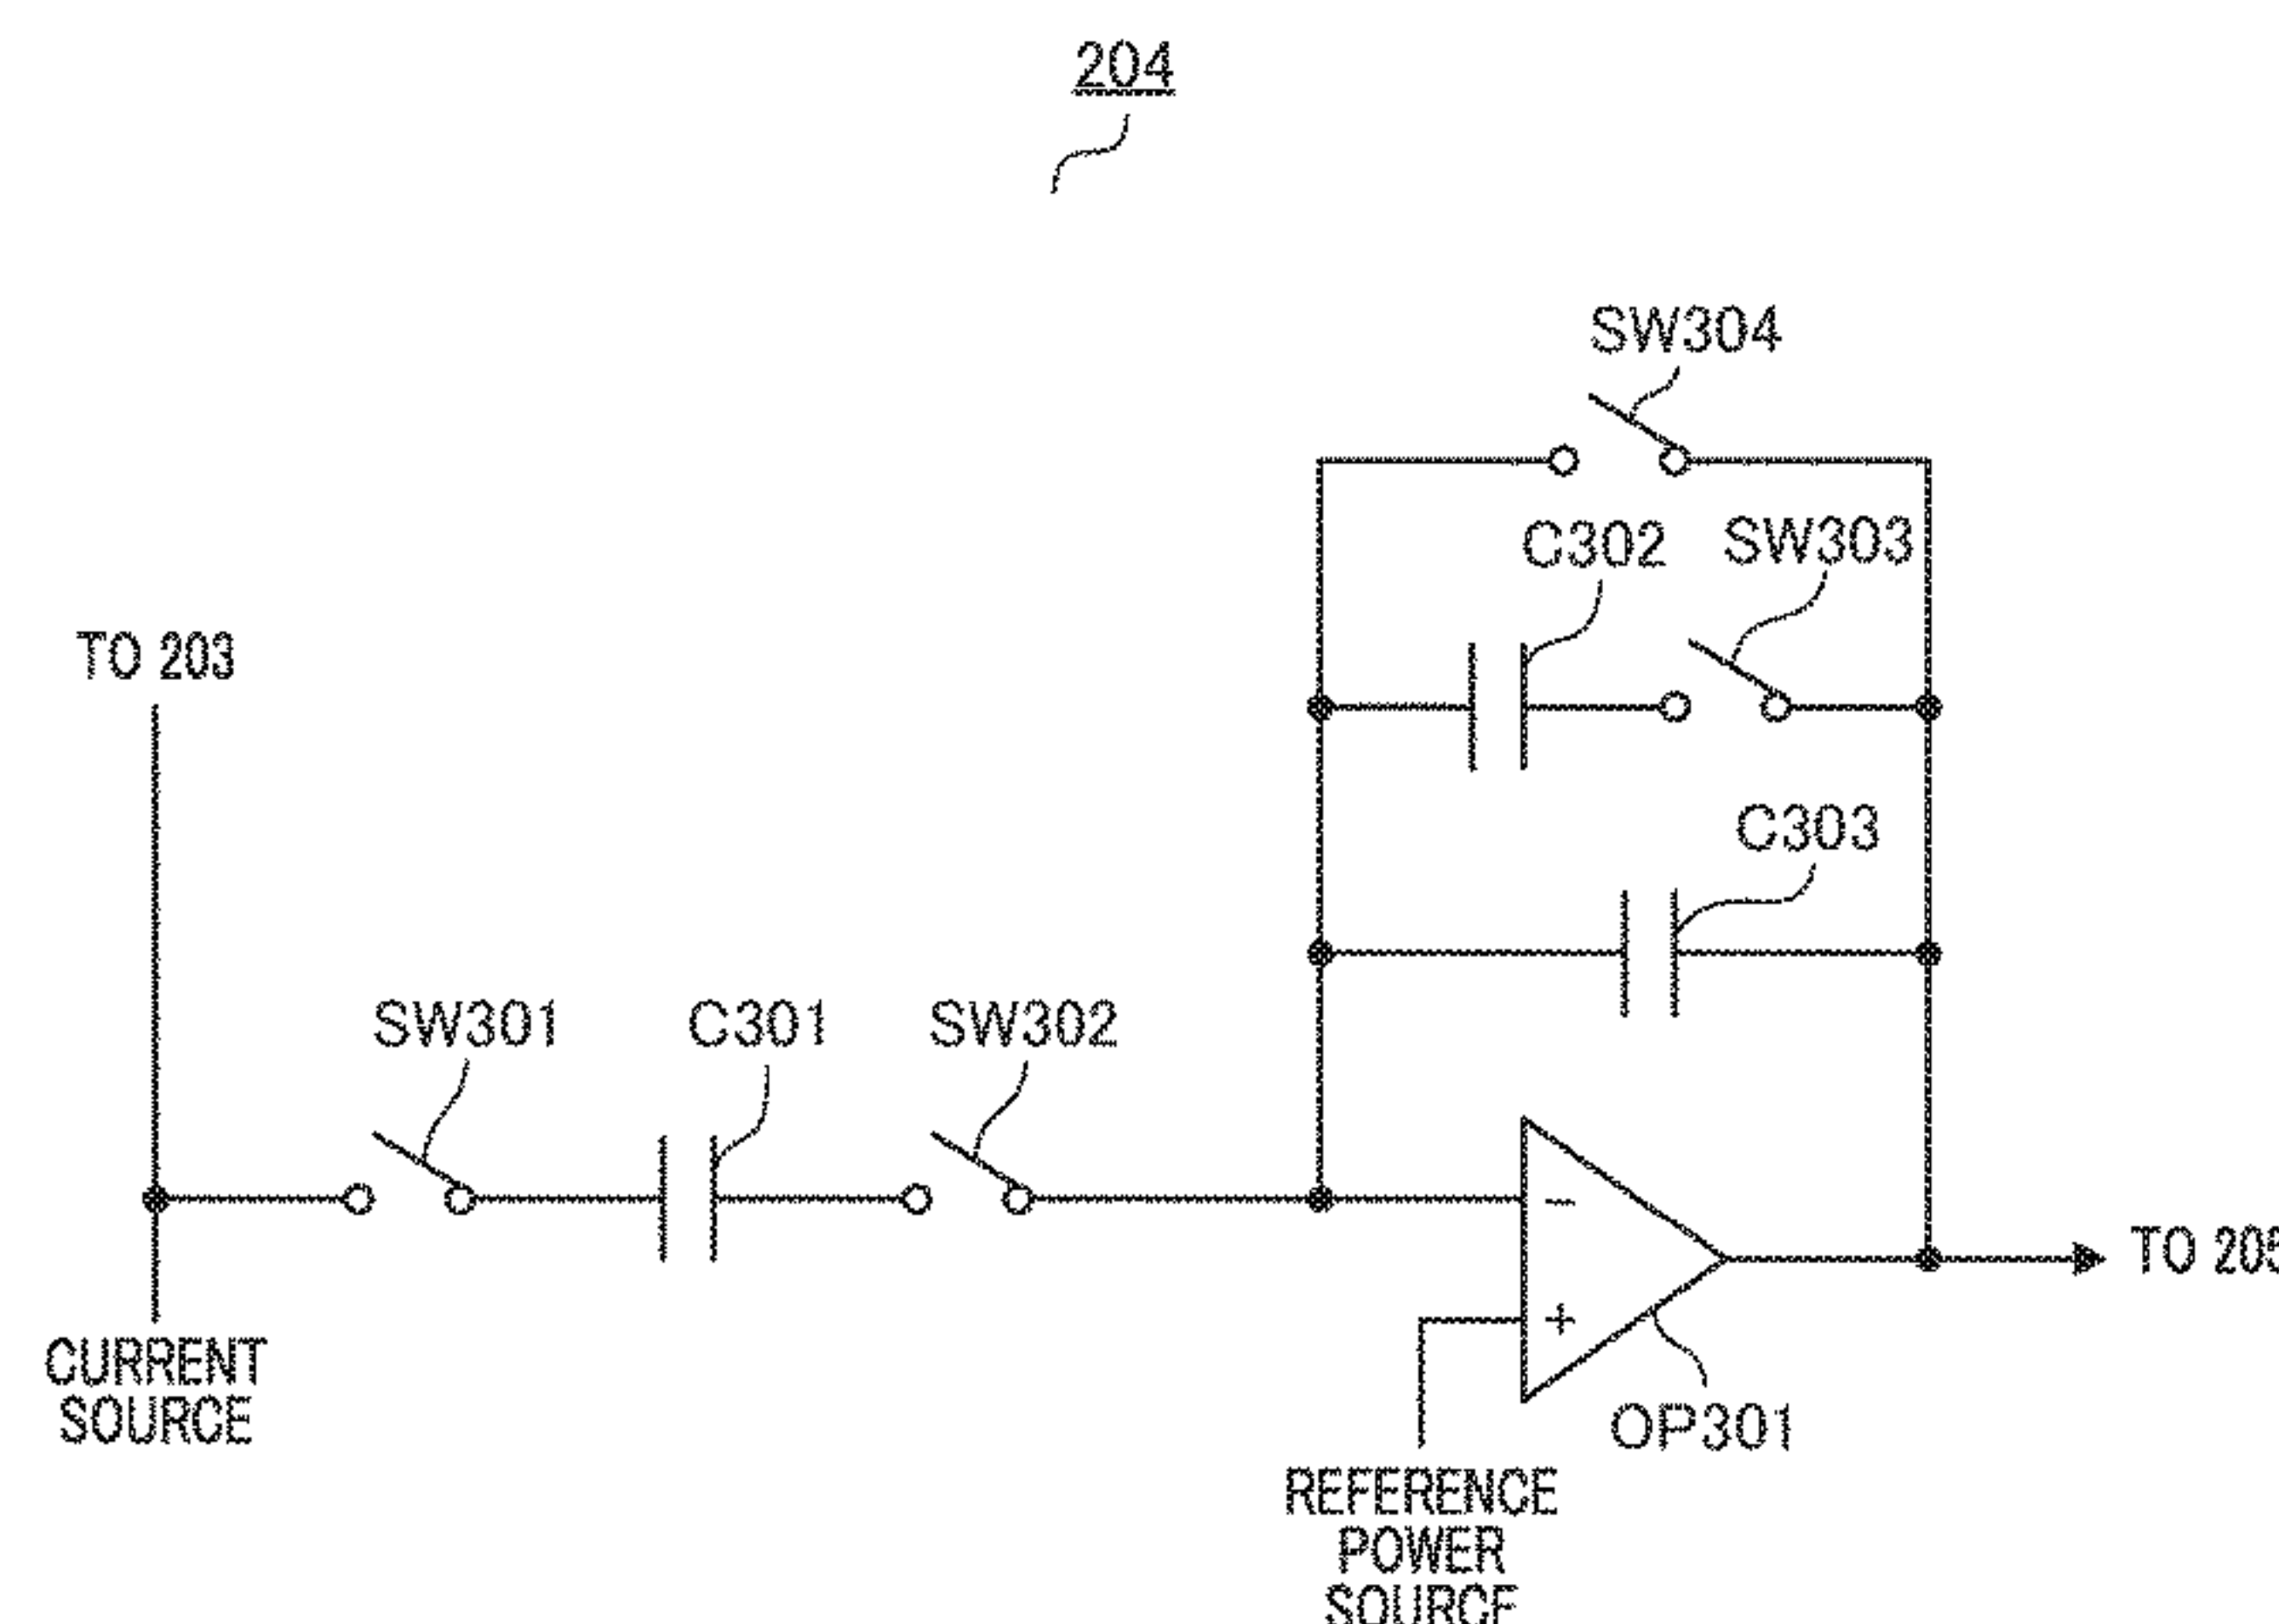 204
SW304
C302
SW303
TO 203
C303
SW301
C301
SW302
TO 205
CURRENT
SOURCE
OP301
REFERENCE
POWER
SOURCE